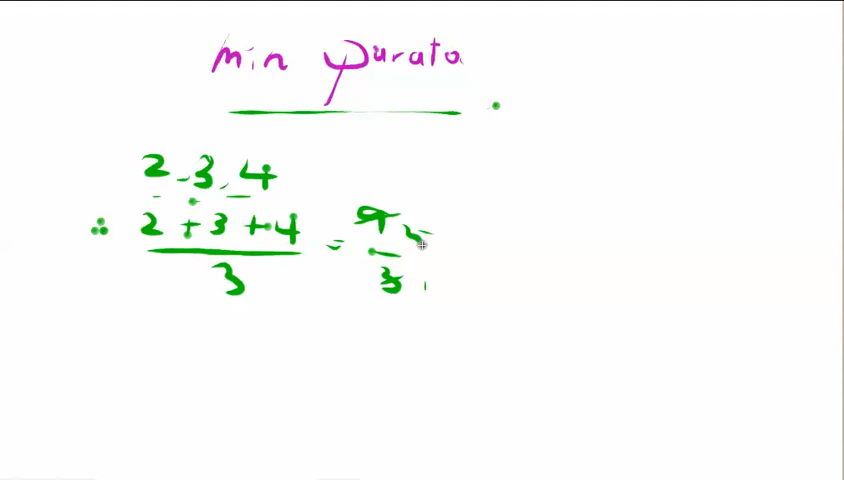 min purata
2, 3, 4
∴ 2 + 3 + 4 = 9
3 3